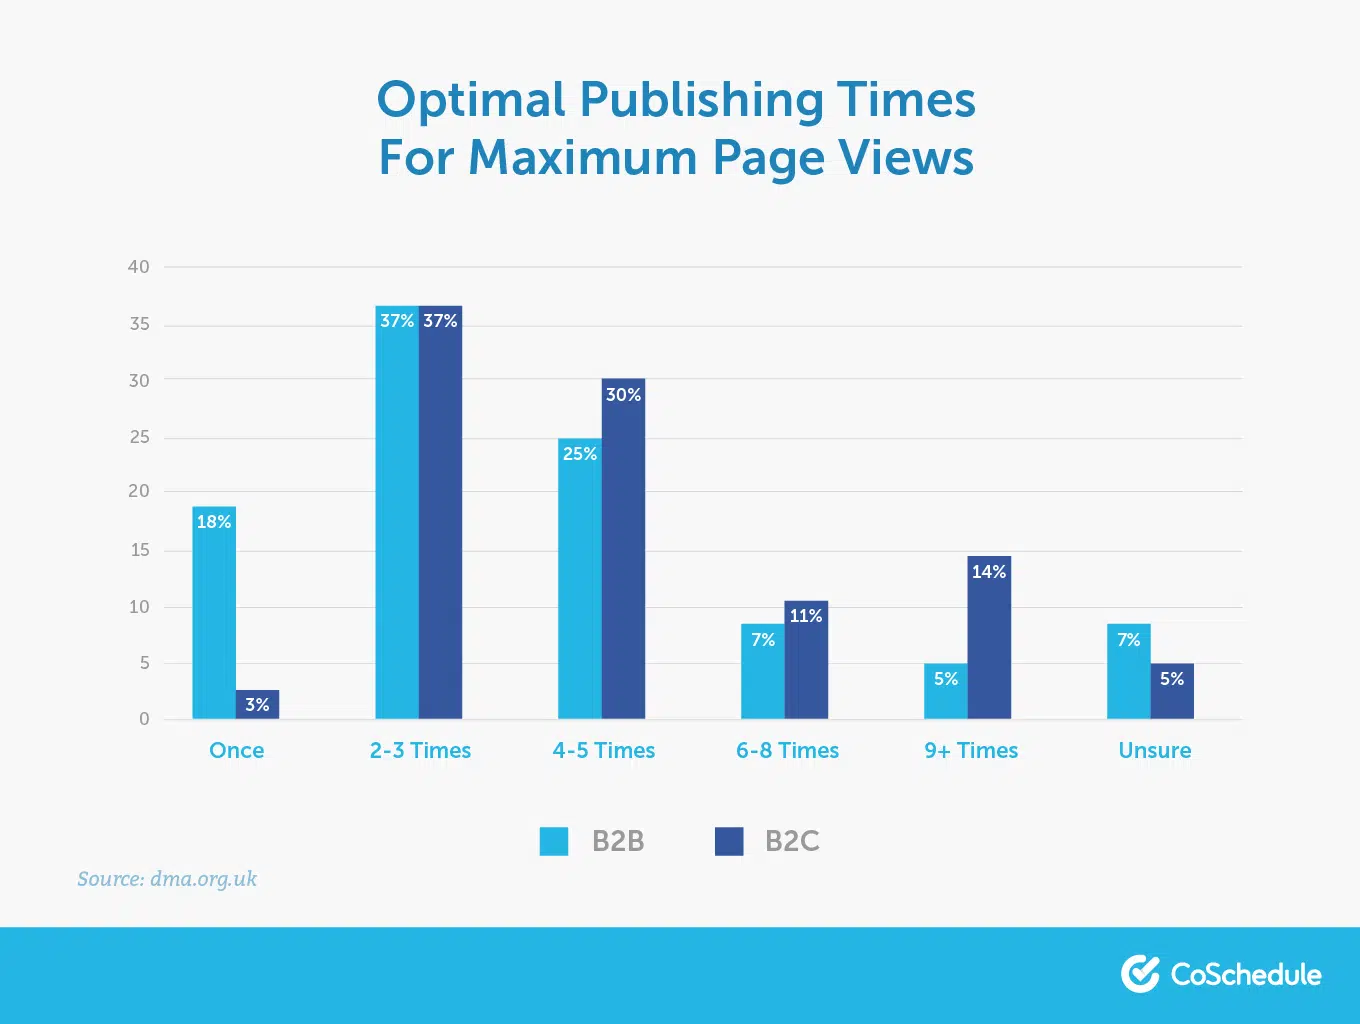 Optimal Publishing Times
For Maximum Page Views
40
35
30
25
20
15
10
5
0
18%
3%
37%
37%
25%
30%
7%
11%
5%
14%
7%
5%
Once
2-3 Times
4-5 Times
6-8 Times
9+ Times
Unsure
B2B
B2C
Source: dma.org.uk
CoSchedule